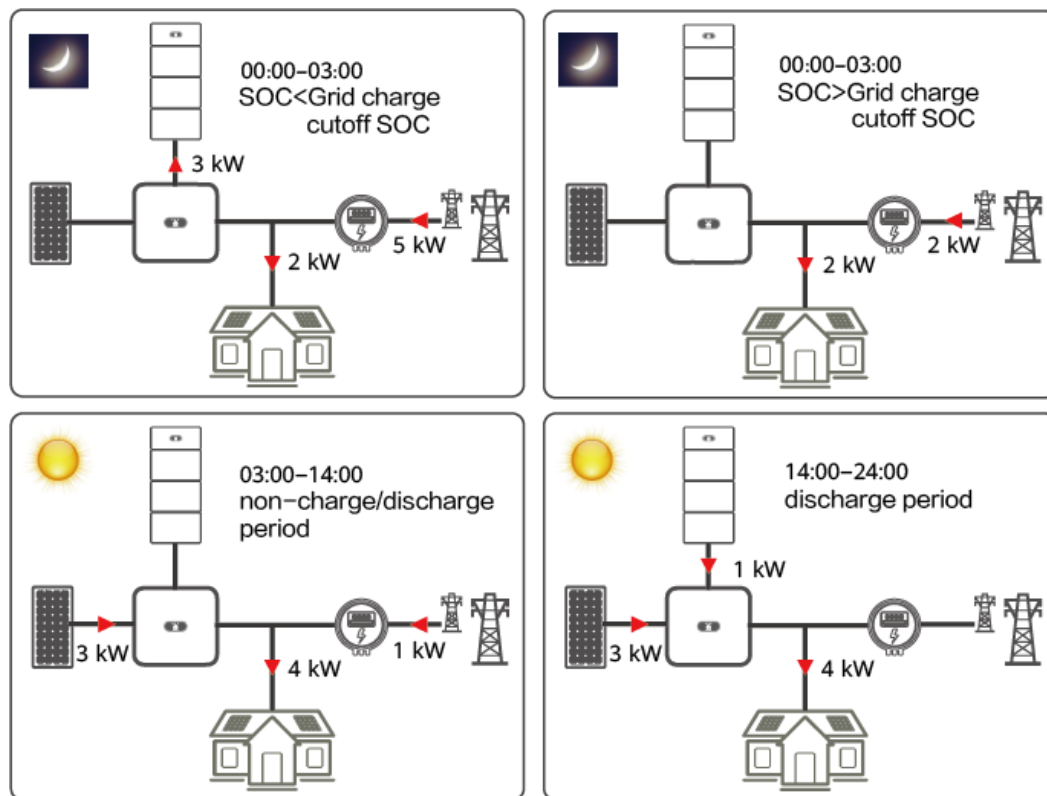 00:00–03:00
SOC<Grid charge
cutoff SOC
3 kW
5 kW
2 kW
00:00–03:00
SOC>Grid charge
cutoff SOC
2 kW
2 kW
03:00–14:00
non-charge/discharge
period
3 kW
1 kW
4 kW
14:00–24:00
discharge period
1 kW
3 kW
4 kW